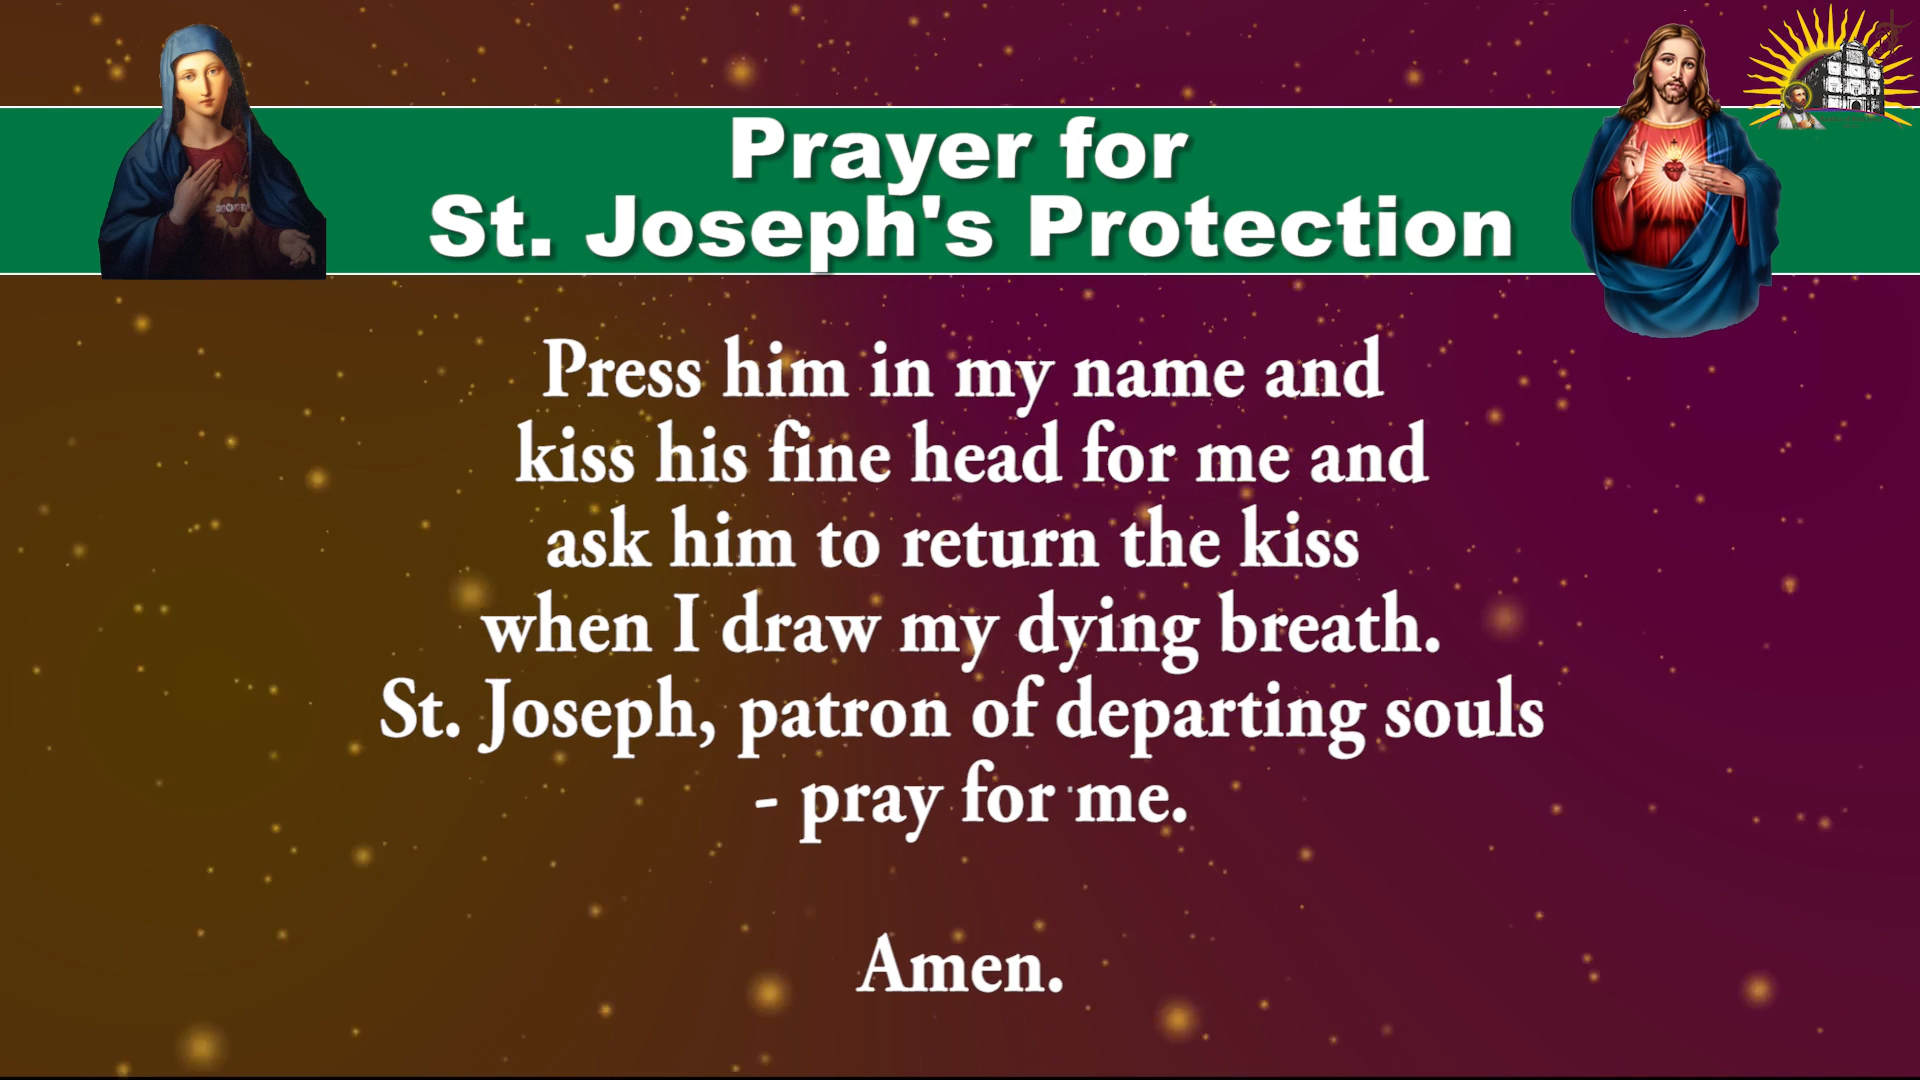 Prayer for
St. Joseph's Protection
Press him in my name and
kiss his fine head for me and
ask him to return the kiss
when I draw my dying breath.
St. Joseph, patron of departing souls
- pray for me.
Amen.